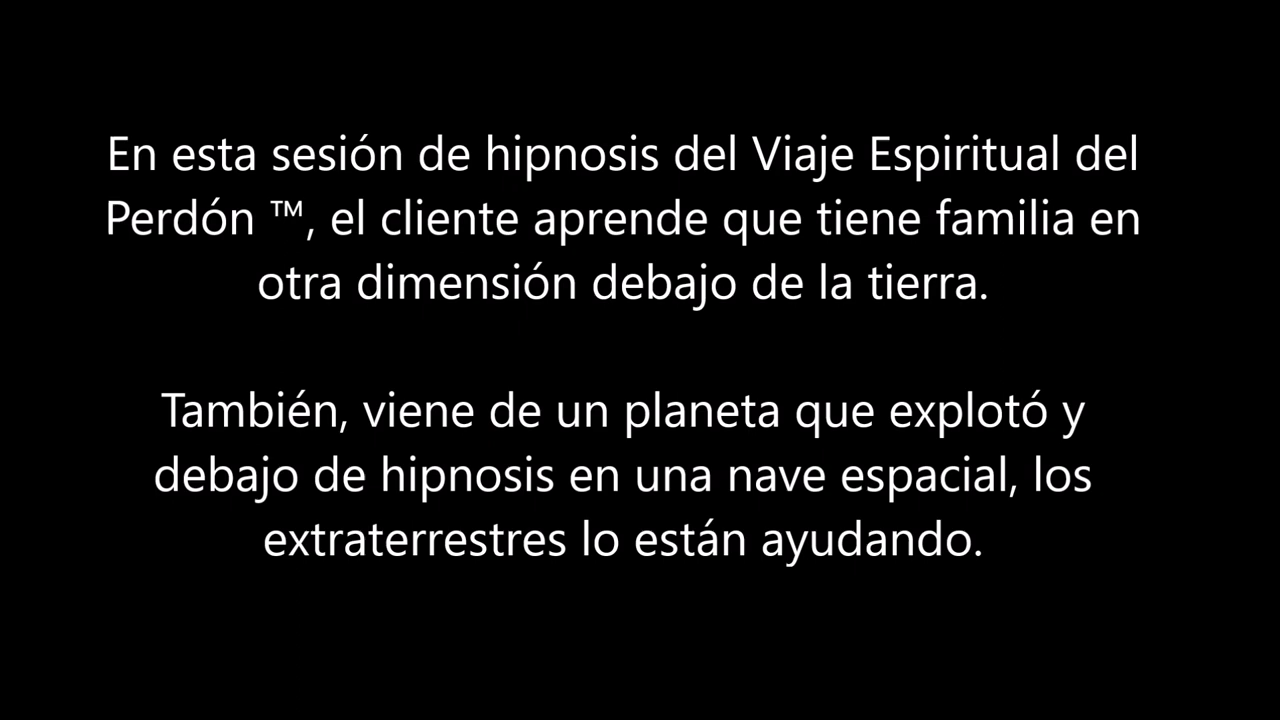 En esta sesión de hipnosis del Viaje Espiritual del
Perdón ™, el cliente aprende que tiene familia en
otra dimensión debajo de la tierra.
También, viene de un planeta que explotó y
debajo de hipnosis en una nave espacial, los
extraterrestres lo están ayudando.